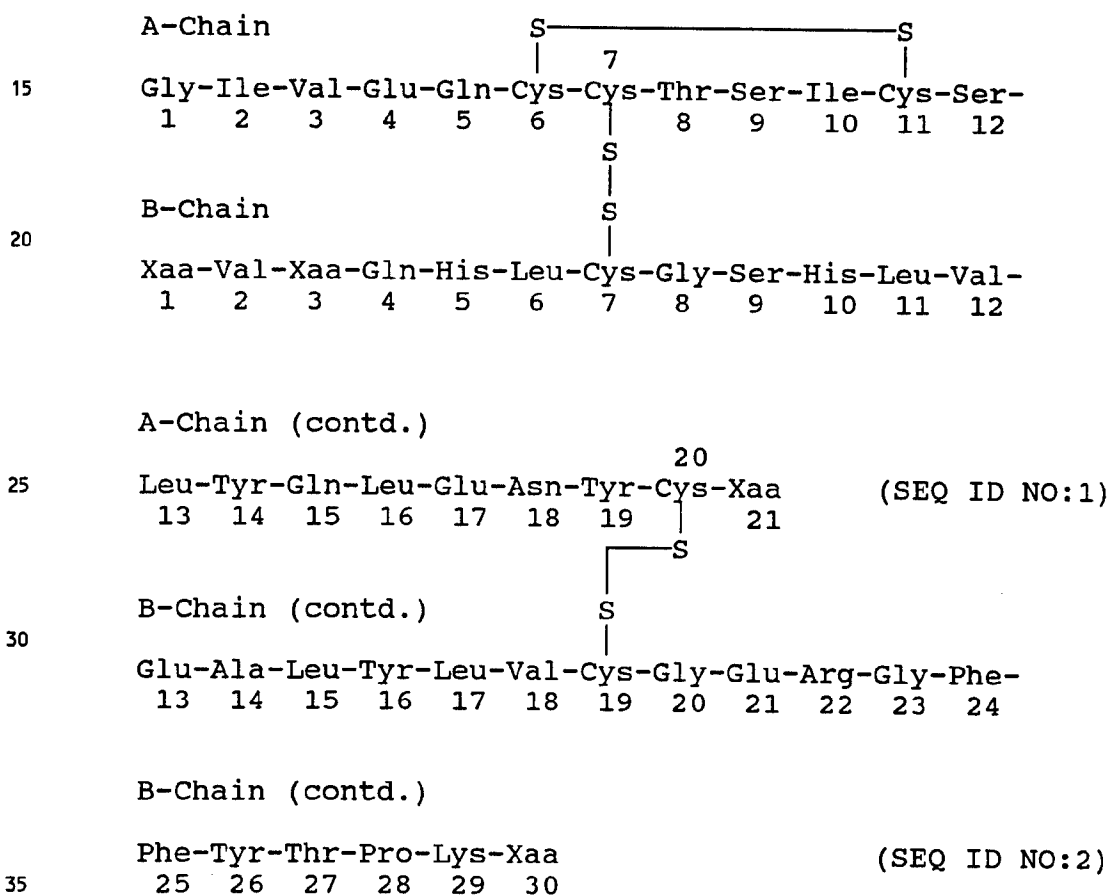 A-Chain S S
7
15 Gly-Ile-Val-Glu-Gln-Cys-Cys-Thr-Ser-Ile-Cys-Ser-
1 2 3 4 5 6 8 9 10 11 12
S
B-Chain S
20
Xaa-Val-Xaa-Gln-His-Leu-Cys-Gly-Ser-His-Leu-Val-
1 2 3 4 5 6 7 8 9 10 11 12
A-Chain (contd.)
20
25 Leu-Tyr-Gln-Leu-Glu-Asn-Tyr-Cys-Xaa (SEQ ID NO:1)
13 14 15 16 17 18 19 21
S
B-Chain (contd.) S
30
Glu-Ala-Leu-Tyr-Leu-Val-Cys-Gly-Glu-Arg-Gly-Phe-
13 14 15 16 17 18 19 20 21 22 23 24
B-Chain (contd.)
Phe-Tyr-Thr-Pro-Lys-Xaa (SEQ ID NO:2)
35 25 26 27 28 29 30